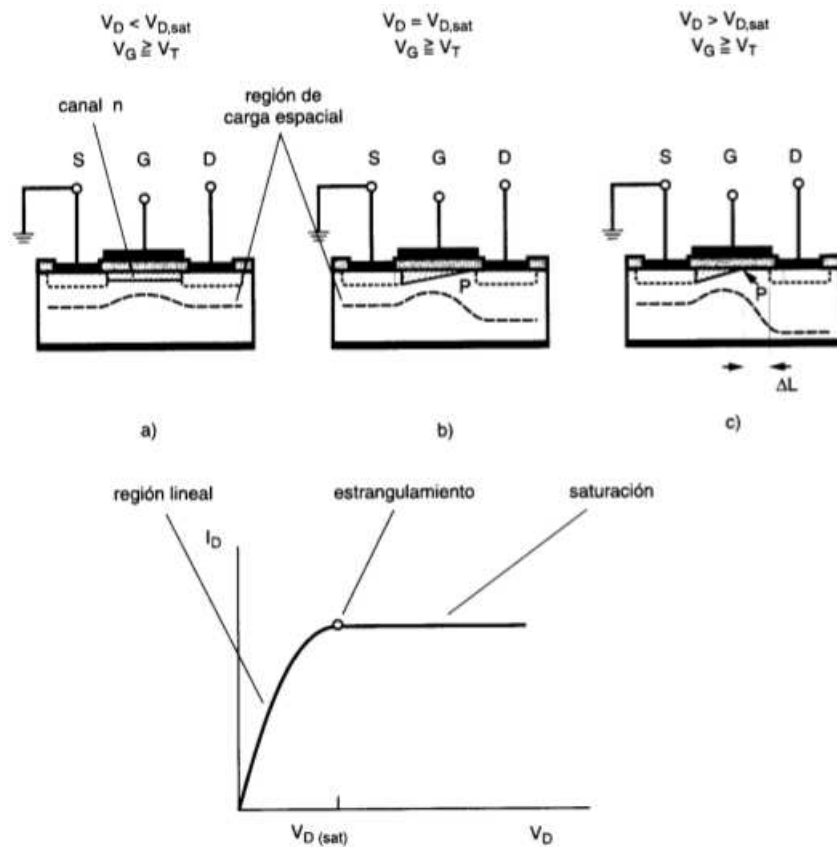 V_D < V_D,sat
V_G ≧ V_T
V_D = V_D,sat
V_G ≧ V_T
V_D > V_D,sat
V_G ≧ V_T
canal n
región de
carga espacial
S G D
S G D
S G D
P
P
ΔL
a)
b)
c)
región lineal
estrangulamiento
saturación
I_D
V_D (sat)
V_D